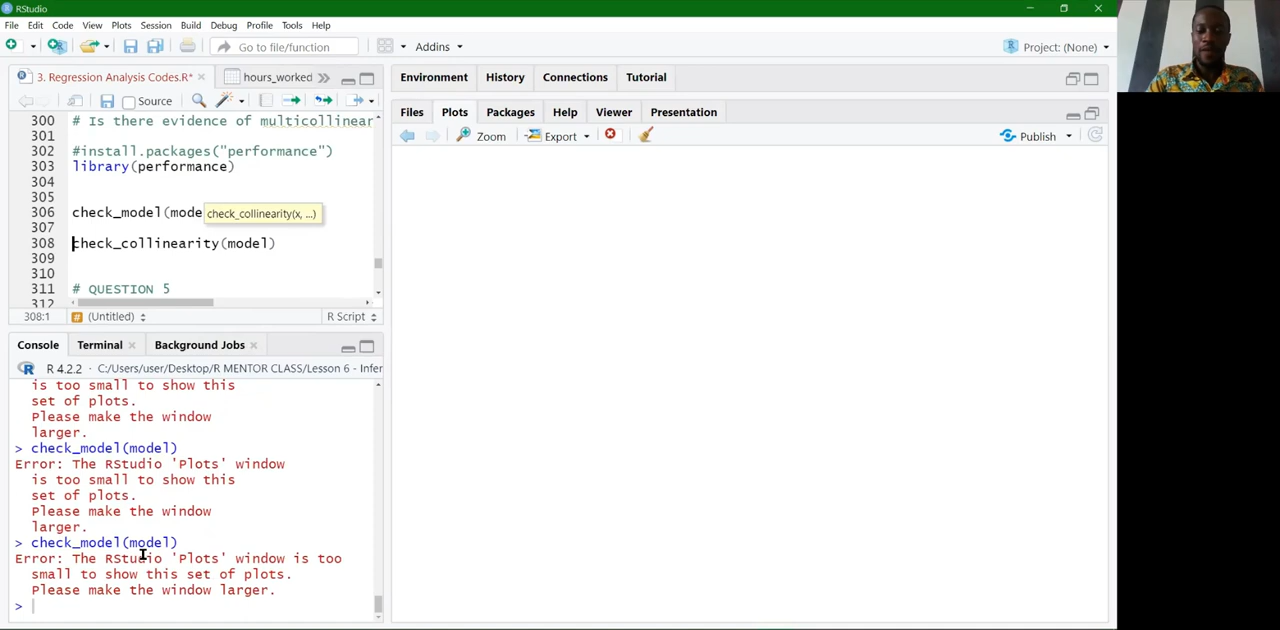 RStudio
File Edit Code View Plots Session Build Debug Profile Tools Help
Go to file/function Addins Project: (None)
3. Regression Analysis Codes.R* hours_worked
Source
300 # Is there evidence of multicollinear
301
302 #install.packages("performance")
303 library(performance)
304
305
306 check_model(mode check_collinearity(x, ...)
307
308 check_collinearity(model)
309
310
311 # QUESTION 5
312
308:1 (Untitled) R Script
Console Terminal Background Jobs
R 4.2.2 · C:/Users/user/Desktop/R MENTOR CLASS/Lesson 6 - Infer
is too small to show this
set of plots.
Please make the window
larger.
> check_model(model)
Error: The RStudio 'Plots' window
is too small to show this
set of plots.
Please make the window
larger.
> check_model(model)
Error: The RStudio 'Plots' window is too
small to show this set of plots.
Please make the window larger.
>
Environment History Connections Tutorial
Files Plots Packages Help Viewer Presentation
Zoom Export Publish